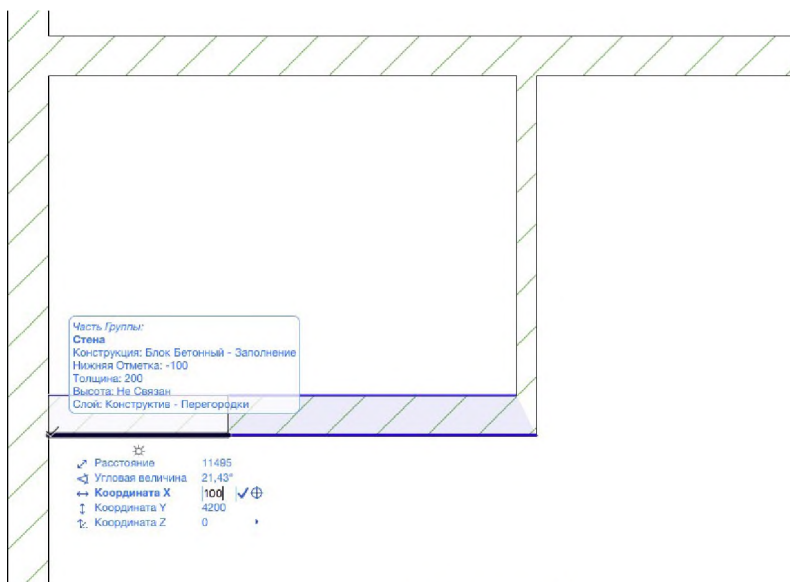 Часть Группы:
Стена
Конструкция: Блок Бетонный - Заполнение
Нижняя Отметка: -100
Толщина: 200
Высота: Не Связан
Слой: Конструктив - Перегородки
Расстояние 11495
Угловая величина 21,43°
Координата X 100
Координата Y 4200
Координата Z 0